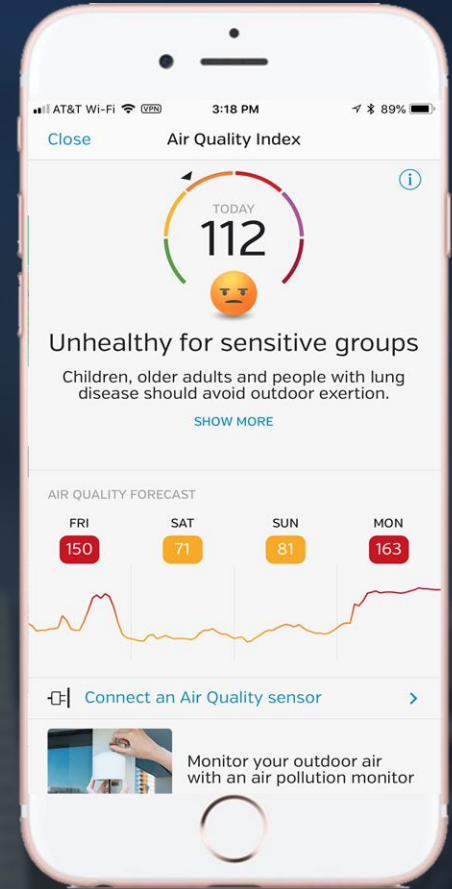 AT&T Wi-Fi VPN 3:18 PM 89%
Close Air Quality Index
TODAY
112
Unhealthy for sensitive groups
Children, older adults and people with lung
disease should avoid outdoor exertion.
SHOW MORE
AIR QUALITY FORECAST
FRI SAT SUN MON
150 71 81 163
Connect an Air Quality sensor
Monitor your outdoor air
with an air pollution monitor